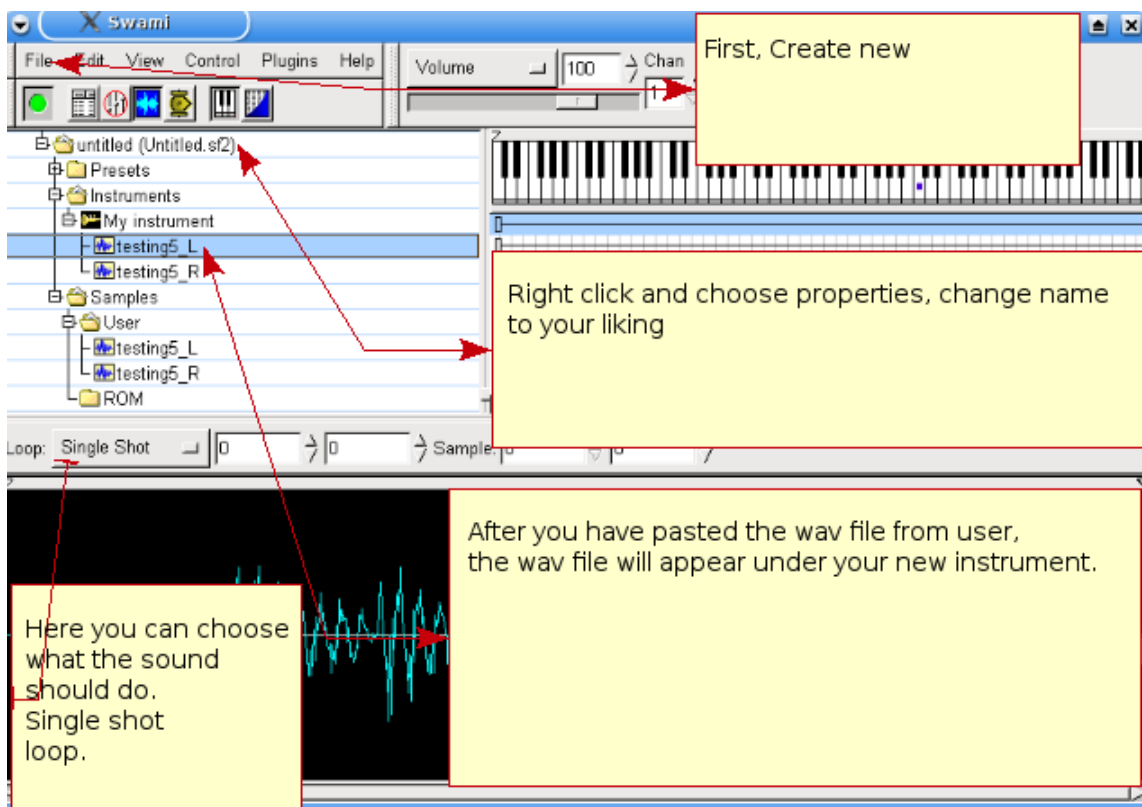 Swami
File Edit View Control Plugins Help
Volume 100 Chan
1
First, Create new
untitled (Untitled.sf2)
Presets
Instruments
My instrument
testing5_L
testing5_R
Samples
User
testing5_L
testing5_R
ROM
Right click and choose properties, change name
to your liking
Loop: Single Shot 0 0 Sample:
After you have pasted the wav file from user,
the wav file will appear under your new instrument.
Here you can choose
what the sound
should do.
Single shot
loop.